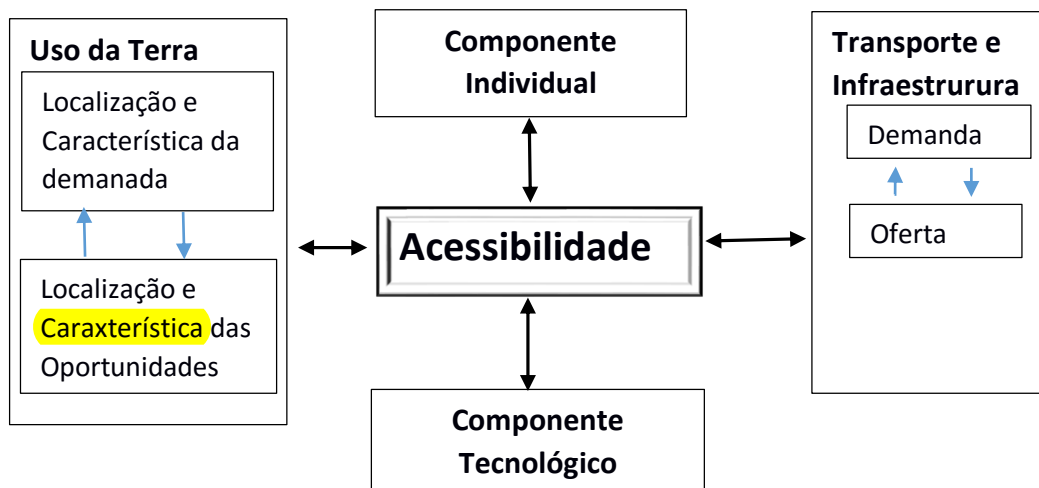 Uso da Terra
Localização e
Característica da
demanada
Localização e
Caraxterística das
Oportunidades
Componente
Individual
Acessibilidade
Componente
Tecnológico
Transporte e
Infraestrurura
Demanda
Oferta